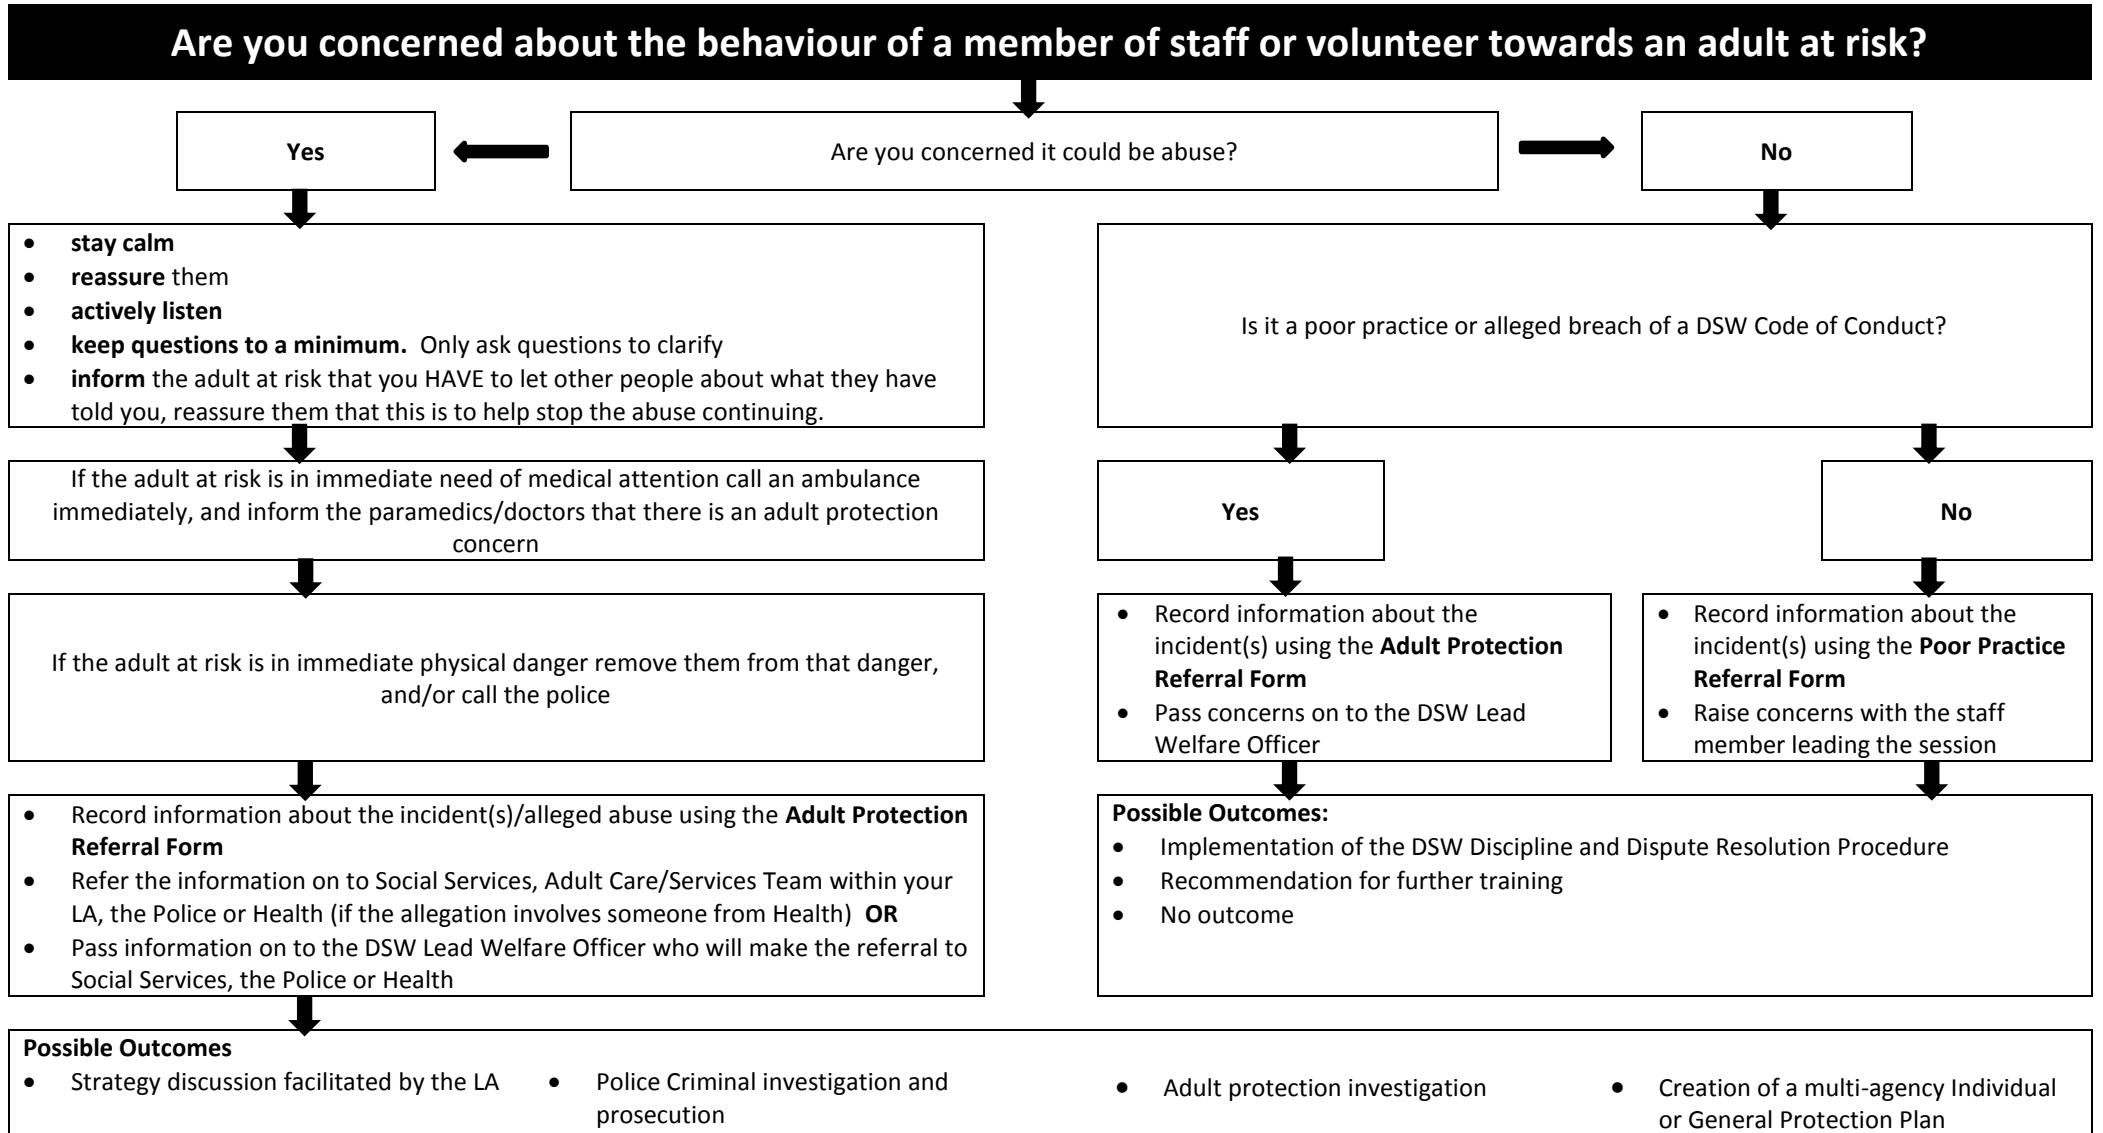 Are you concerned about the behaviour of a member of staff or volunteer towards an adult at risk?
Yes
Are you concerned it could be abuse?
No
• stay calm
• reassure them
• actively listen
• keep questions to a minimum. Only ask questions to clarify
• inform the adult at risk that you HAVE to let other people about what they have
told you, reassure them that this is to help stop the abuse continuing.
Is it a poor practice or alleged breach of a DSW Code of Conduct?
If the adult at risk is in immediate need of medical attention call an ambulance
immediately, and inform the paramedics/doctors that there is an adult protection
concern
Yes
No
If the adult at risk is in immediate physical danger remove them from that danger,
and/or call the police
• Record information about the
incident(s) using the Adult Protection
Referral Form
• Pass concerns on to the DSW Lead
Welfare Officer
• Record information about the
incident(s) using the Poor Practice
Referral Form
• Raise concerns with the staff
member leading the session
• Record information about the incident(s)/alleged abuse using the Adult Protection
Referral Form
• Refer the information on to Social Services, Adult Care/Services Team within your
LA, the Police or Health (if the allegation involves someone from Health) OR
• Pass information on to the DSW Lead Welfare Officer who will make the referral to
Social Services, the Police or Health
Possible Outcomes:
• Implementation of the DSW Discipline and Dispute Resolution Procedure
• Recommendation for further training
• No outcome
Possible Outcomes
• Strategy discussion facilitated by the LA
• Police Criminal investigation and
prosecution
• Adult protection investigation
• Creation of a multi-agency Individual
or General Protection Plan